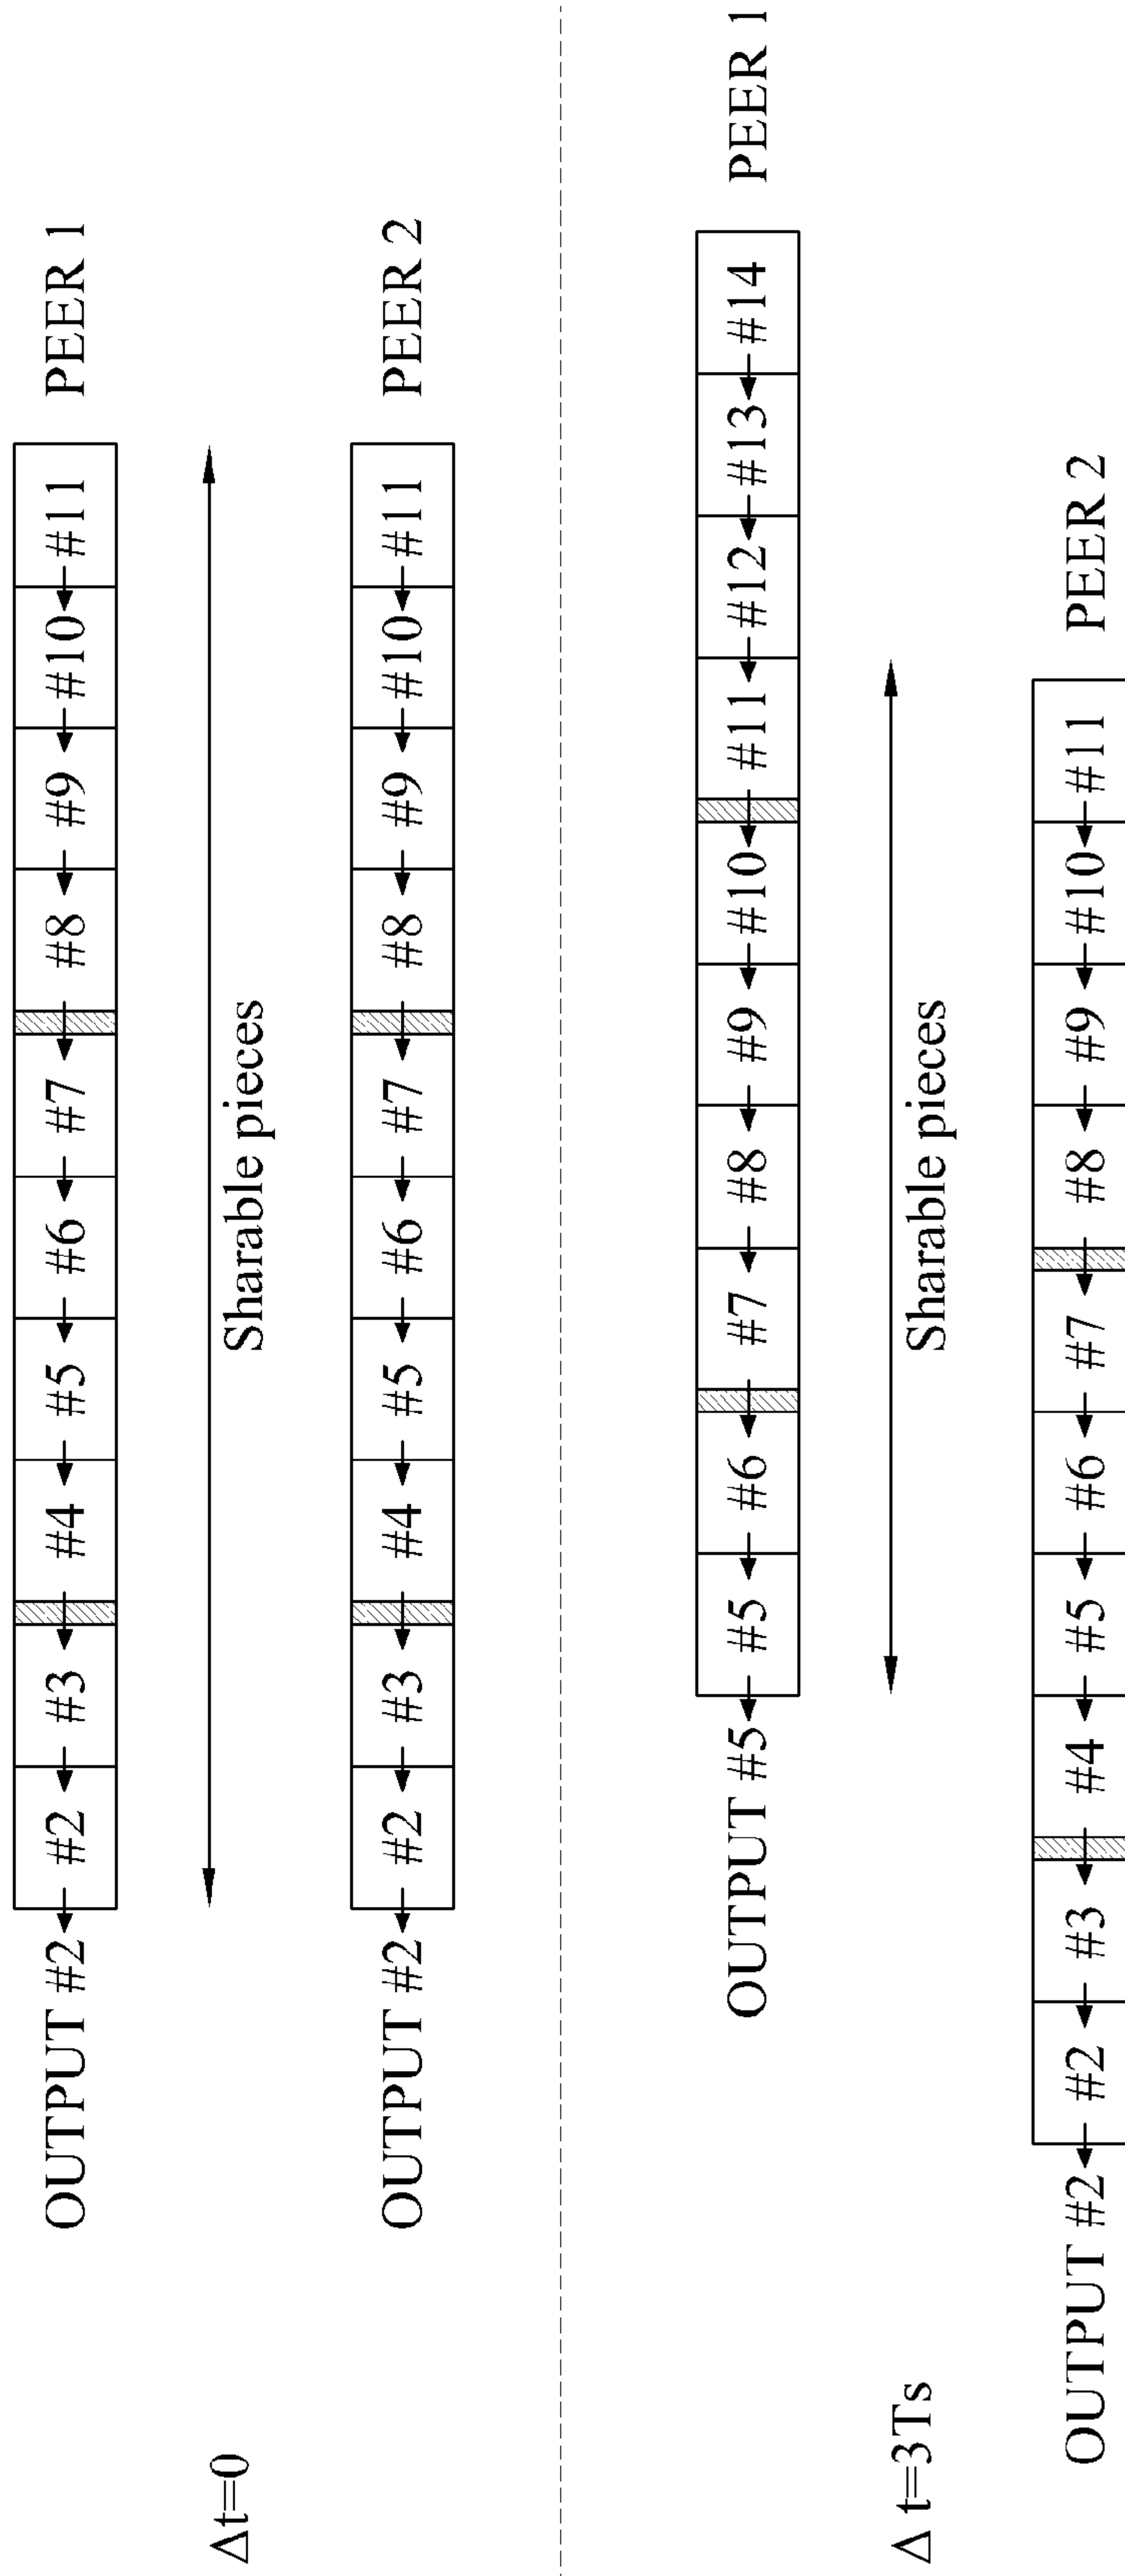 OUTPUT #2 #2 #3 #4 #5 #6 #7 #8 #9 #10 #11 PEER 1
Δt=0
Sharable pieces
OUTPUT #2 #2 #3 #4 #5 #6 #7 #8 #9 #10 #11 PEER 2
OUTPUT #5 #5 #6 #7 #8 #9 #10 #11 #12 #13 #14 PEER 1
Δ t=3Ts
Sharable pieces
OUTPUT #2 #2 #3 #4 #5 #6 #7 #8 #9 #10 #11 PEER 2